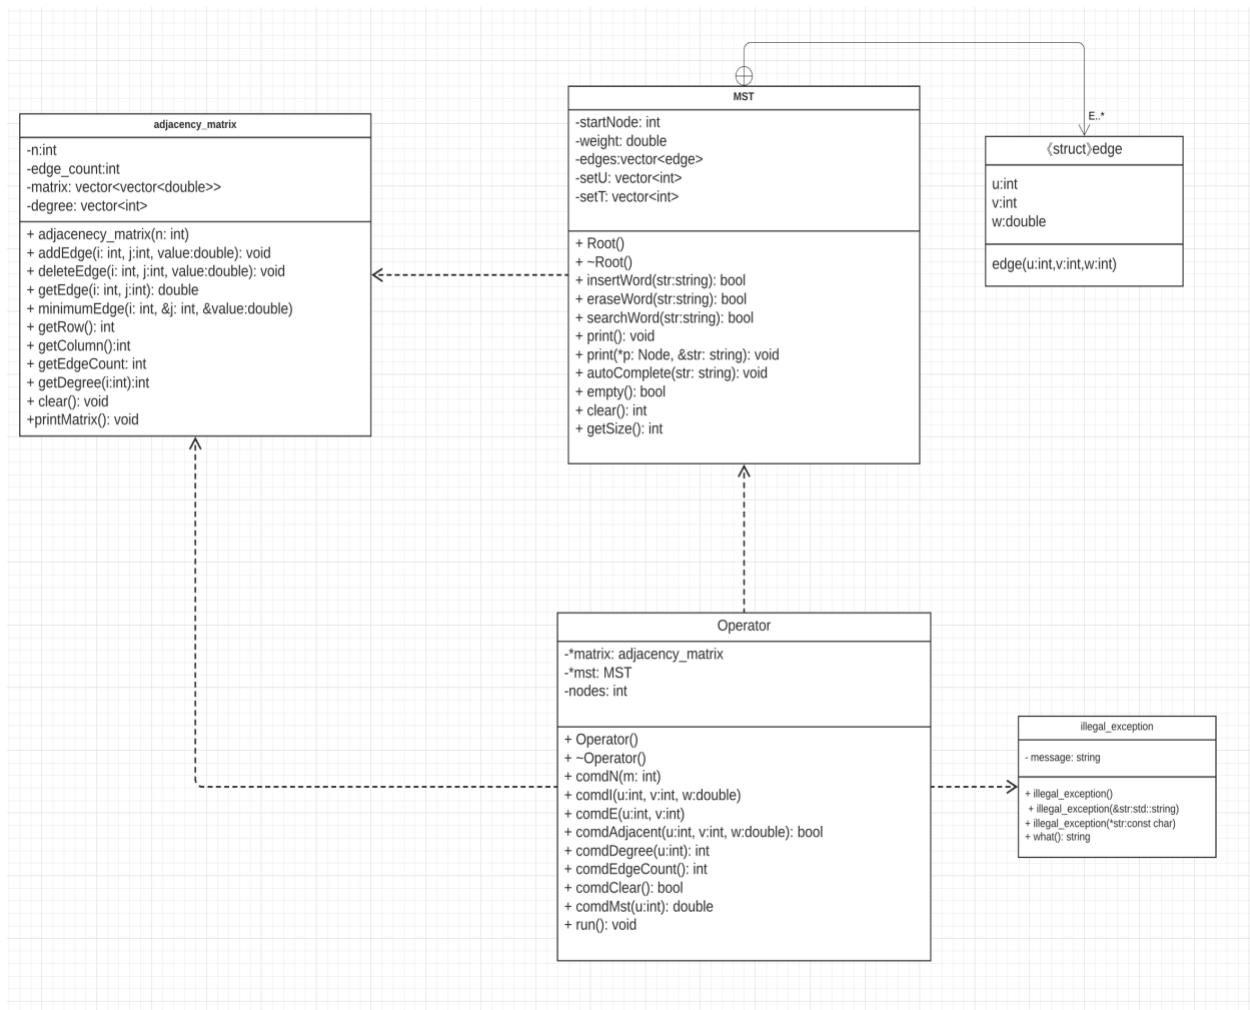 adjacency_matrix
-n:int
-edge_count:int
-matrix: vector<vector<double>>
-degree: vector<int>
+ adjacenecy_matrix(n: int)
+ addEdge(i: int, j:int, value:double): void
+ deleteEdge(i: int, j:int, value:double): void
+ getEdge(i: int, j:int): double
+ minimumEdge(i: int, &j: int, &value:double)
+ getRow(): int
+ getColumn():int
+ getEdgeCount: int
+ getDegree(i:int):int
+ clear(): void
+printMatrix(): void
MST
-startNode: int
-weight: double
-edges:vector<edge>
-setU: vector<int>
-setT: vector<int>
+ Root()
+ ~Root()
+ insertWord(str:string): bool
+ eraseWord(str:string): bool
+ searchWord(str:string): bool
+ print(): void
+ print(*p: Node, &str: string): void
+ autoComplete(str: string): void
+ empty(): bool
+ clear(): int
+ getSize(): int
E..*
《struct》edge
u:int
v:int
w:double
edge(u:int,v:int,w:int)
Operator
-*matrix: adjacency_matrix
-*mst: MST
-nodes: int
+ Operator()
+ ~Operator()
+ comdN(m: int)
+ comdI(u:int, v:int, w:double)
+ comdE(u:int, v:int)
+ comdAdjacent(u:int, v:int, w:double): bool
+ comdDegree(u:int): int
+ comdEdgeCount(): int
+ comdClear(): bool
+ comdMst(u:int): double
+ run(): void
illegal_exception
- message: string
+ illegal_exception()
+ illegal_exception(&str:std::string)
+ illegal_exception(*str:const char)
+ what(): string